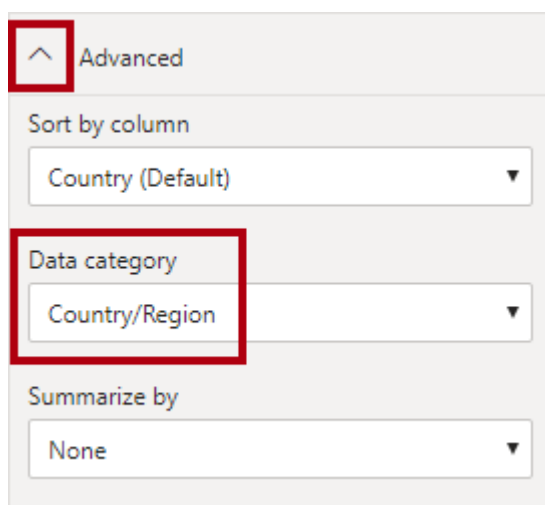 Advanced
Sort by column
Country (Default)
Data category
Country/Region
Summarize by
None